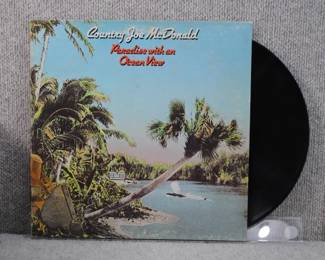 Country Joe McDonald
Paradise with an
Ocean View